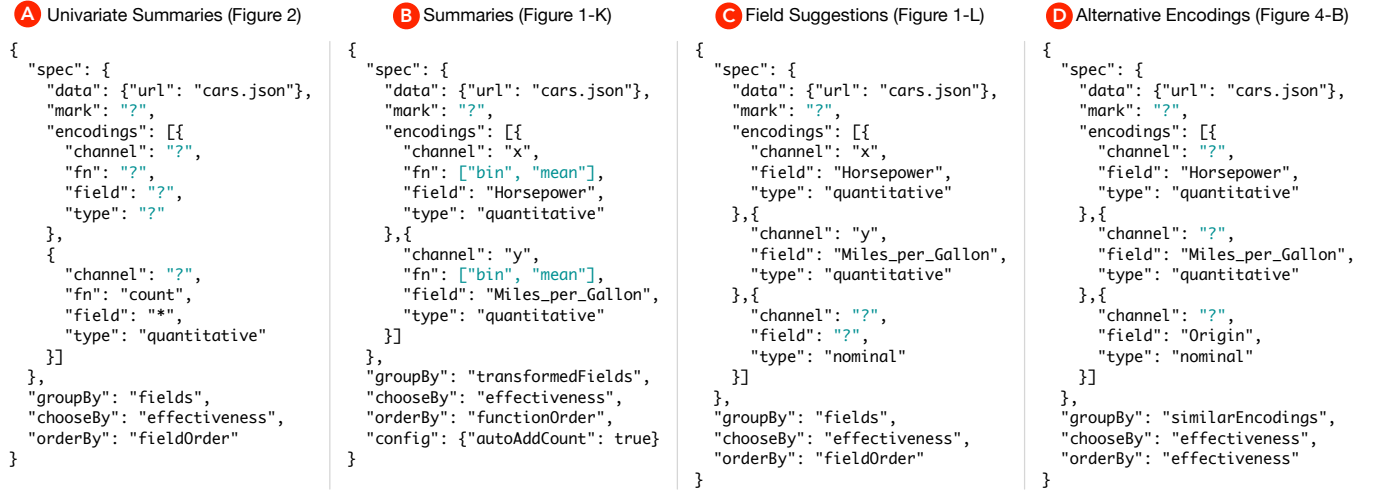 A Univariate Summaries (Figure 2)
{
  "spec": {
    "data": {"url": "cars.json"},
    "mark": "?",
    "encodings": [{
      "channel": "?",
      "fn": "?",
      "field": "?",
      "type": "?"
    },
    {
      "channel": "?",
      "fn": "count",
      "field": "*",
      "type": "quantitative"
    }]
  },
  "groupBy": "fields",
  "chooseBy": "effectiveness",
  "orderBy": "fieldOrder"
}
B Summaries (Figure 1-K)
{
  "spec": {
    "data": {"url": "cars.json"},
    "mark": "?",
    "encodings": [{
      "channel": "x",
      "fn": ["bin", "mean"],
      "field": "Horsepower",
      "type": "quantitative"
    },{
      "channel": "y",
      "fn": ["bin", "mean"],
      "field": "Miles_per_Gallon",
      "type": "quantitative"
    }]
  },
  "groupBy": "transformedFields",
  "chooseBy": "effectiveness",
  "orderBy": "functionOrder",
  "config": {"autoAddCount": true}
}
C Field Suggestions (Figure 1-L)
{
  "spec": {
    "data": {"url": "cars.json"},
    "mark": "?",
    "encodings": [{
      "channel": "x",
      "field": "Horsepower",
      "type": "quantitative"
    },{
      "channel": "y",
      "field": "Miles_per_Gallon",
      "type": "quantitative"
    },{
      "channel": "?",
      "field": "?",
      "type": "nominal"
    }]
  },
  "groupBy": "fields",
  "chooseBy": "effectiveness",
  "orderBy": "fieldOrder"
}
D Alternative Encodings (Figure 4-B)
{
  "spec": {
    "data": {"url": "cars.json"},
    "mark": "?",
    "encodings": [{
      "channel": "?",
      "field": "Horsepower",
      "type": "quantitative"
    },{
      "channel": "?",
      "field": "Miles_per_Gallon",
      "type": "quantitative"
    },{
      "channel": "?",
      "field": "Origin",
      "type": "nominal"
    }]
  },
  "groupBy": "similarEncodings",
  "chooseBy": "effectiveness",
  "orderBy": "effectiveness"
}